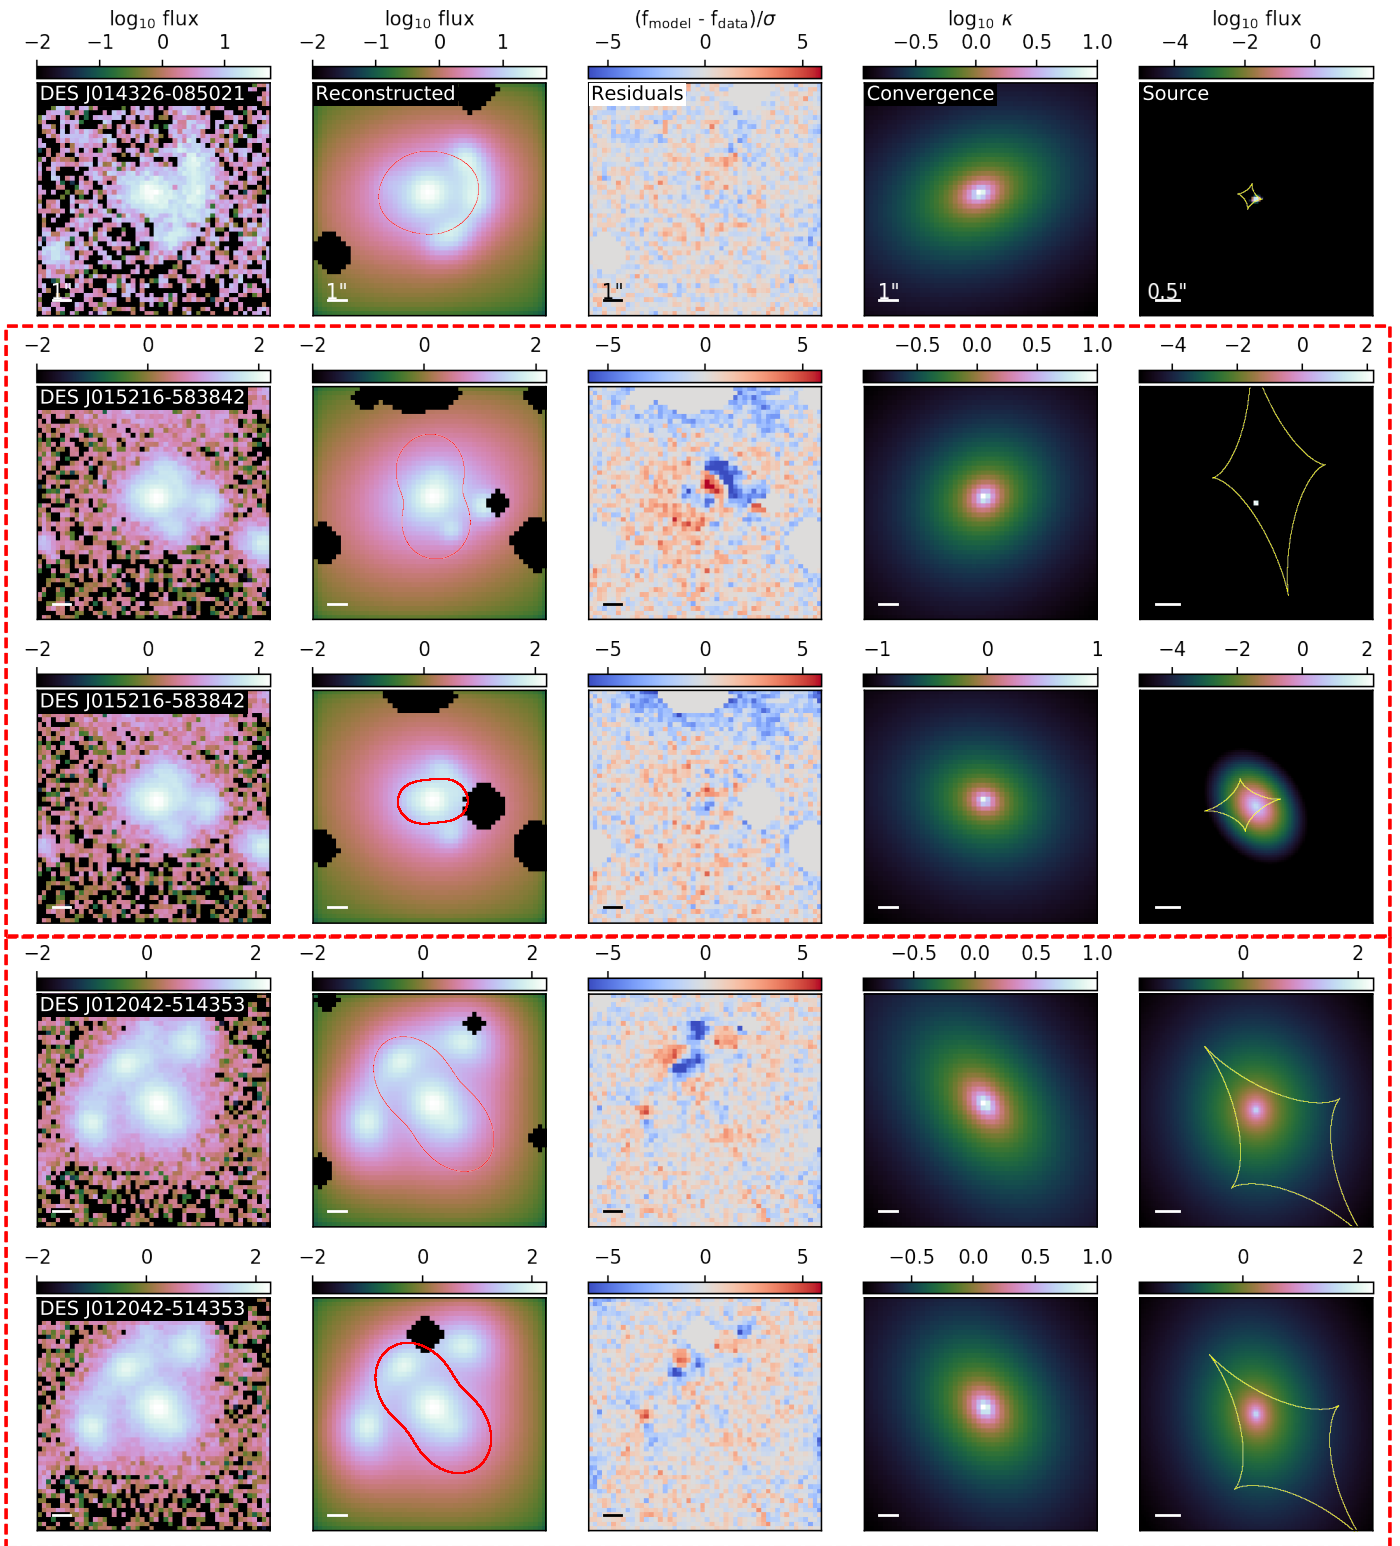 log₁₀ flux log₁₀ flux (f_model - f_data)/σ log₁₀ κ log₁₀ flux
−2 −1 0 1 −2 −1 0 1 −5 0 5 −0.5 0.0 0.5 1.0 −4 −2 0
DES J014326-085021 Reconstructed Residuals Convergence Source
1" 1" 1" 1" 0.5"
−2 0 2 −2 0 2 −5 0 5 −0.5 0.0 0.5 1.0 −4 −2 0 2
DES J015216-583842
−2 0 2 −2 0 2 −5 0 5 −1 0 1 −4 −2 0 2
DES J015216-583842
−2 0 2 −2 0 2 −5 0 5 −0.5 0.0 0.5 1.0 0 2
DES J012042-514353
−2 0 2 −2 0 2 −5 0 5 −0.5 0.0 0.5 1.0 0 2
DES J012042-514353